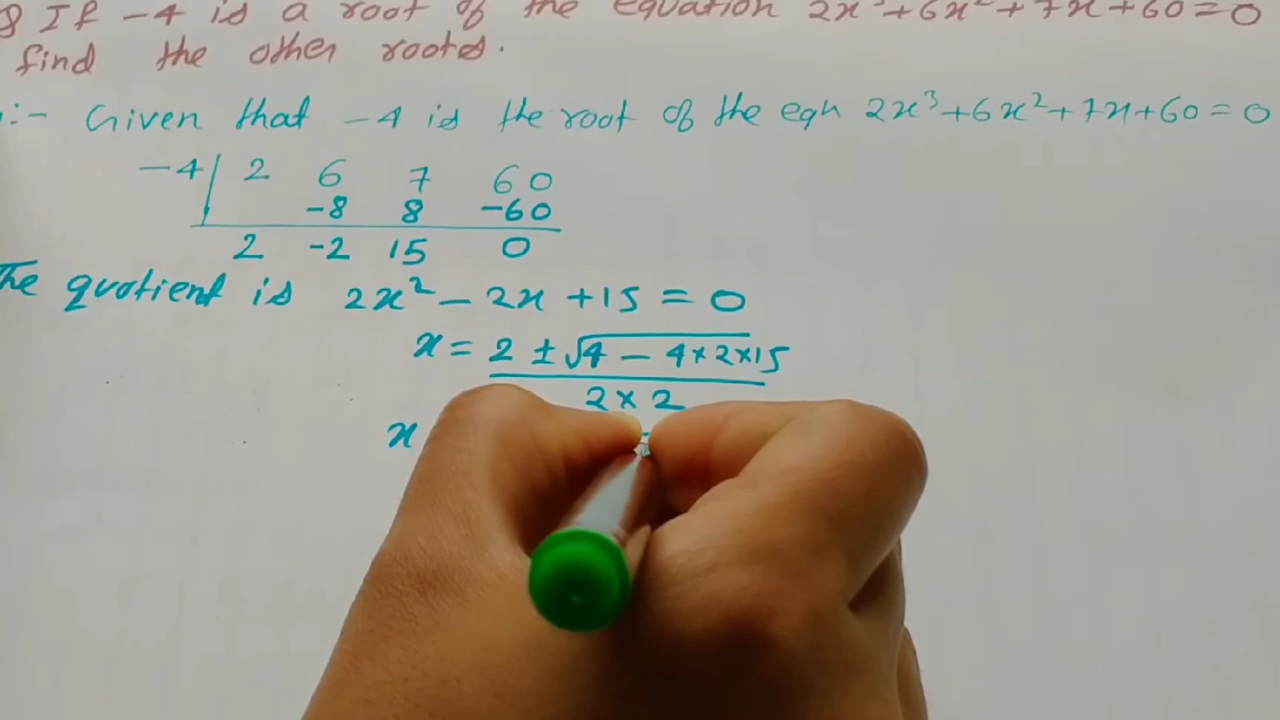 If -4 is a root of the equation 2x³+6x²+7x+60=0
find the other roots.
:- Given that -4 is the root of the eqn 2x³+6x²+7x+60=0
-4 | 2 6 7 60
-8 8 -60
2 -2 15 0
The quotient is 2x² - 2x + 15 = 0
x = 2 ± √4 - 4×2×15
2×2
x